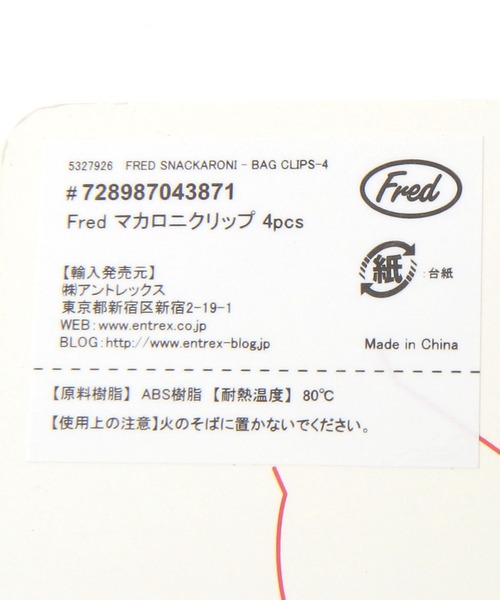 5327926 FRED SNACKARONI - BAG CLIPS-4
#728987043871
Fred マカロニクリップ 4pcs
Fred
紙 :台紙
【輸入発売元】
㈱アントレックス
東京都新宿区新宿2-19-1
WEB:www.entrex.co.jp
BLOG:http://www.entrex-blog.jp
Made in China
【原料樹脂】 ABS樹脂 【耐熱温度】 80℃
【使用上の注意】火のそばに置かないでください。